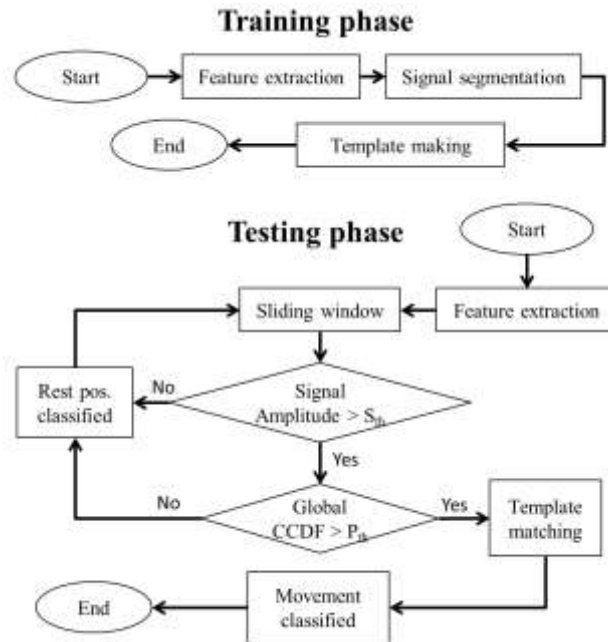 Training phase
Start
Feature extraction
Signal segmentation
End
Template making
Testing phase
Start
Sliding window
Feature extraction
Rest pos.
classified
No
Signal
Amplitude > Sth
Yes
No
Global
CCDF > Pth
Yes
Template
matching
End
Movement
classified